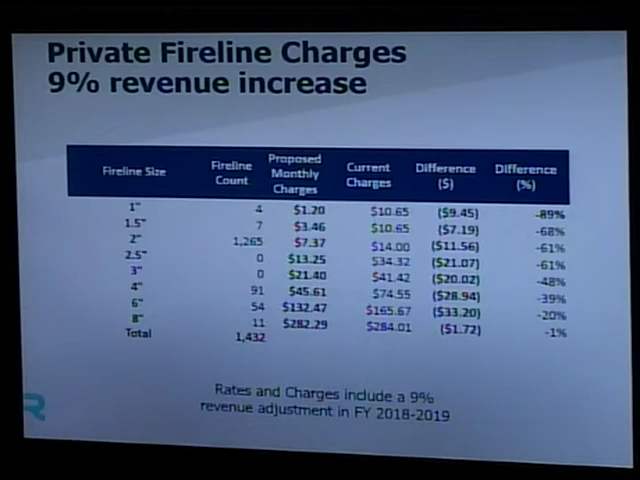 Private Fireline Charges
9% revenue increase
Fireline Size Fireline Count Proposed Monthly Charges Current Charges Difference ($) Difference (%)
1" 4 $1.20 $10.65 ($9.45) -89%
1.5" 7 $3.46 $10.65 ($7.19) -68%
2" 1,265 $7.37 $14.00 ($11.56) -61%
2.5" 0 $13.25 $34.32 ($21.07) -61%
3" 0 $21.40 $41.42 ($20.02) -48%
4" 91 $45.61 $74.55 ($28.94) -39%
6" 54 $132.47 $165.67 ($33.20) -20%
8" 11 $282.29 $284.01 ($1.72) -1%
Total 1,432
Rates and Charges include a 9%
revenue adjustment in FY 2018-2019
R